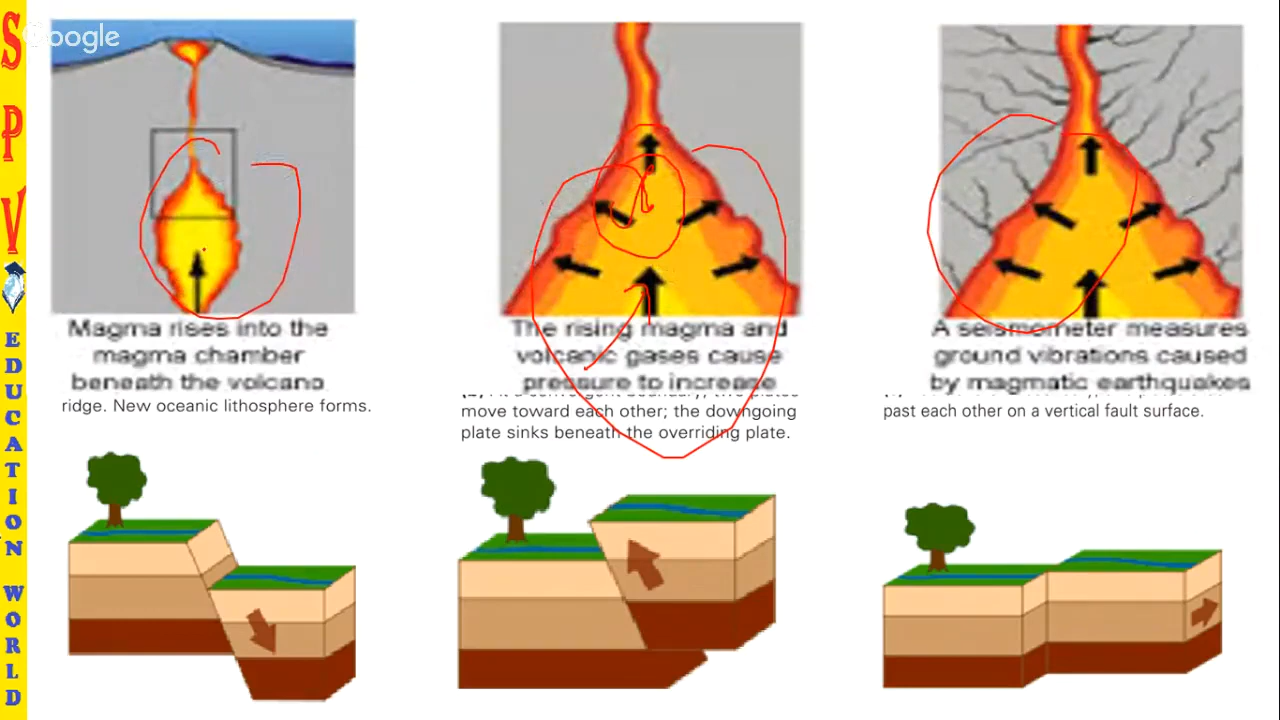 Google
SPV EDUCATION WORLD
Magma rises into the
magma chamber
beneath the volcano
ridge. New oceanic lithosphere forms.
The rising magma and
volcanic gases cause
pressure to increase
move toward each other; the downgoing
plate sinks beneath the overriding plate.
A seismometer measures
ground vibrations caused
by magmatic earthquakes
past each other on a vertical fault surface.